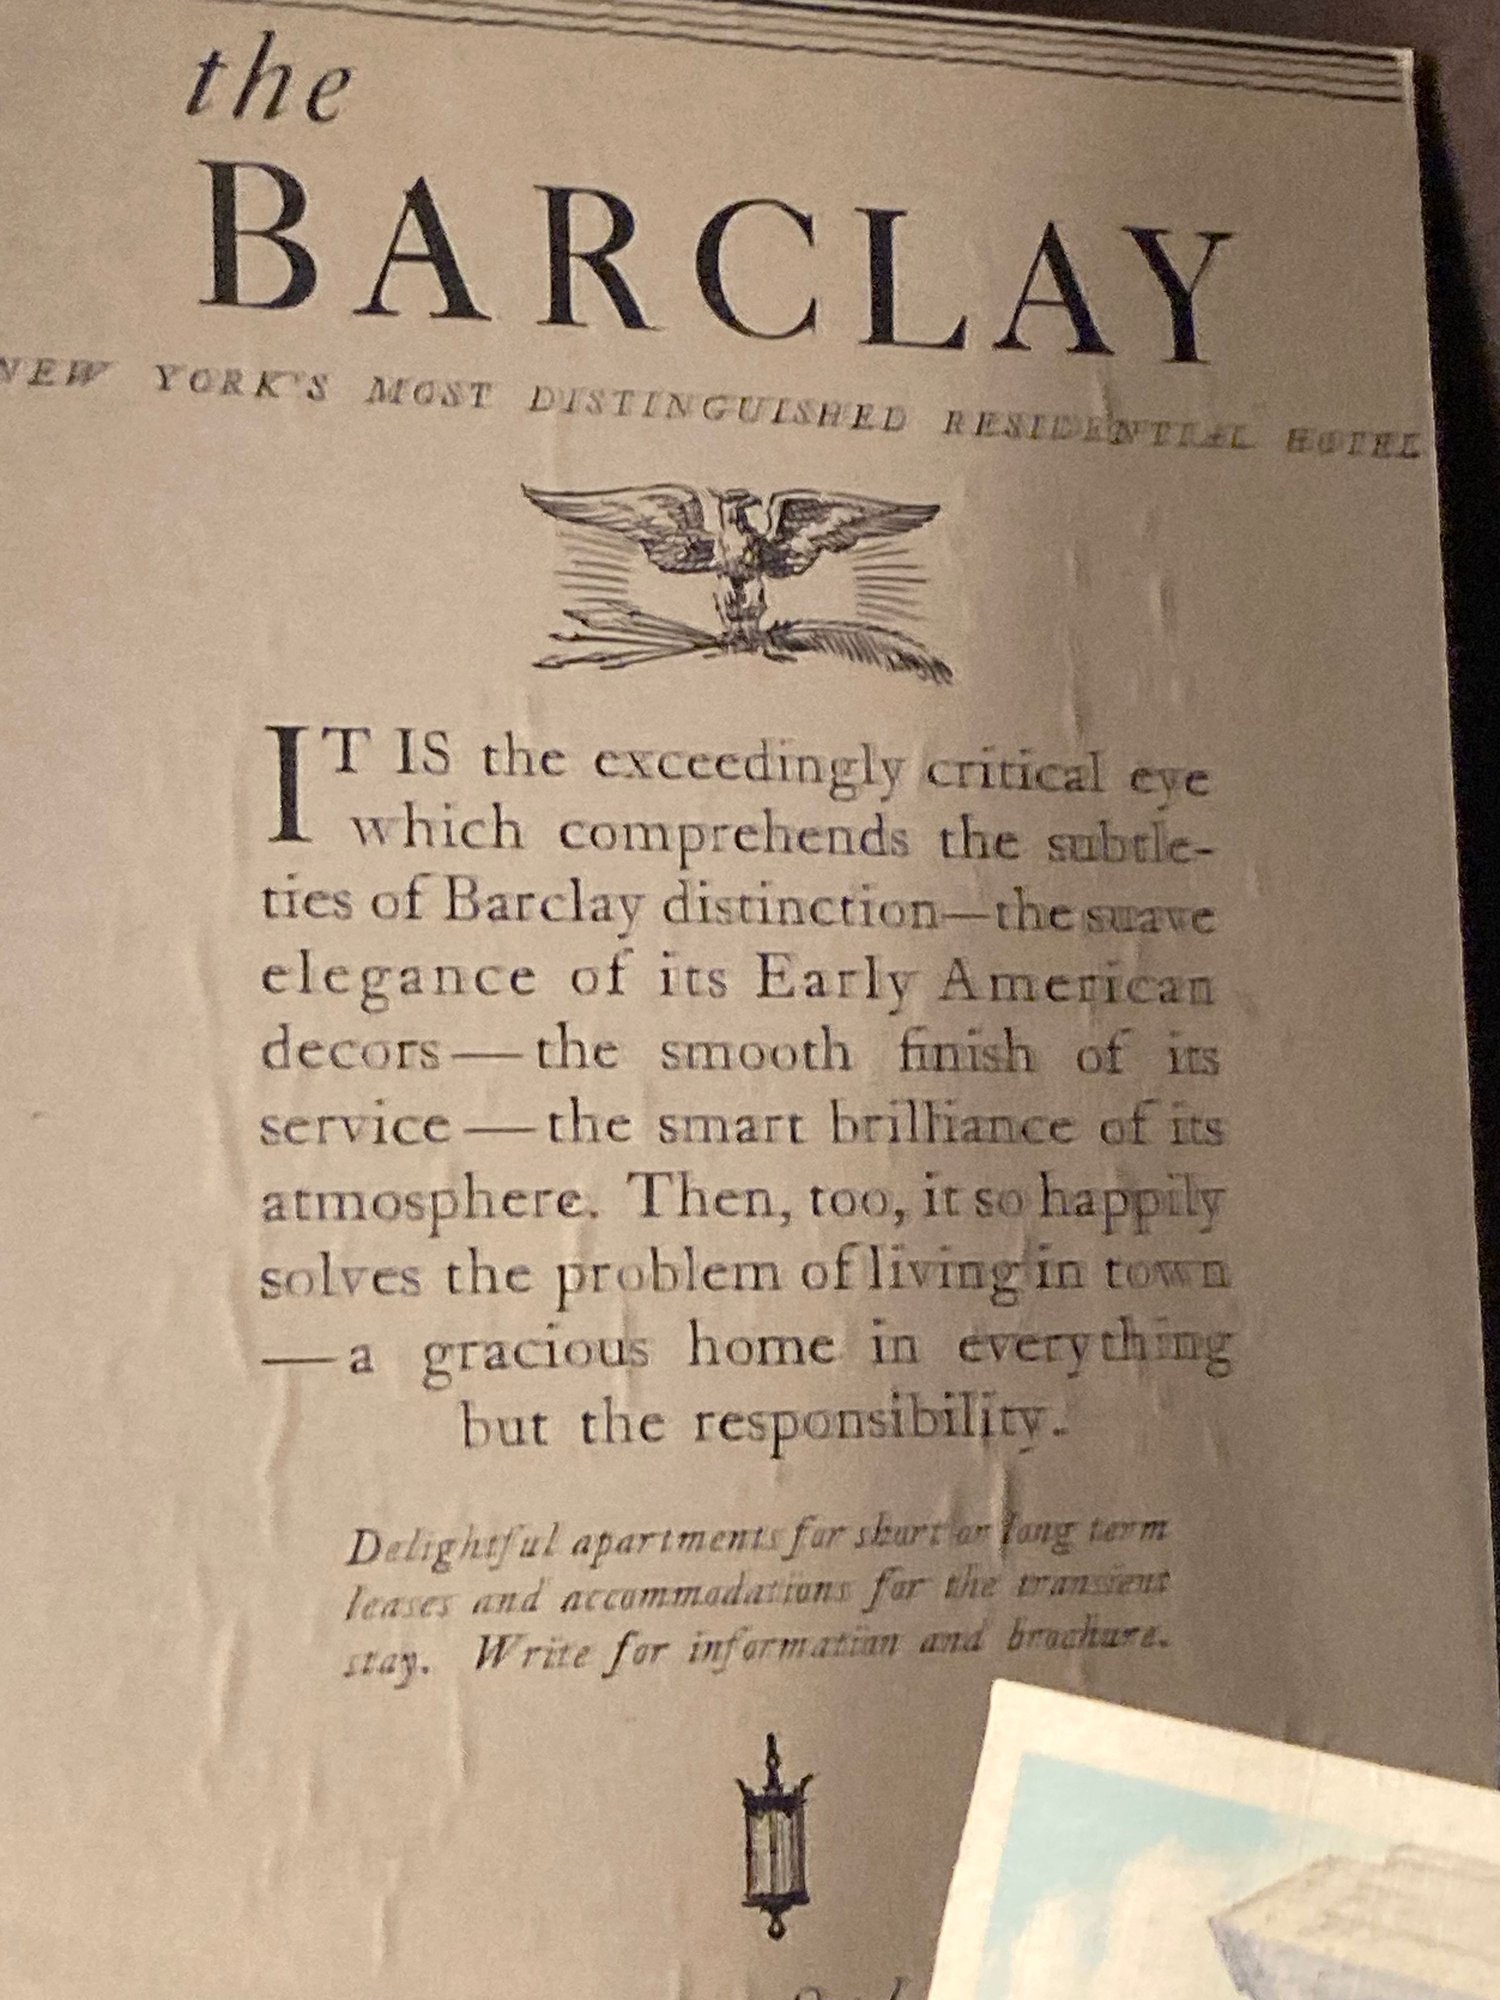 the
BARCLAY
NEW YORK'S MOST DISTINGUISHED RESIDENTIAL HOTEL
IT IS the exceedingly critical eye
which comprehends the subtle-
ties of Barclay distinction—the suave
elegance of its Early American
decors—the smooth finish of its
service—the smart brilliance of its
atmosphere. Then, too, it so happily
solves the problem of living in town
—a gracious home in everything
but the responsibility.
Delightful apartments for short or long term
leases and accommodations for the transient
stay. Write for information and brochure.